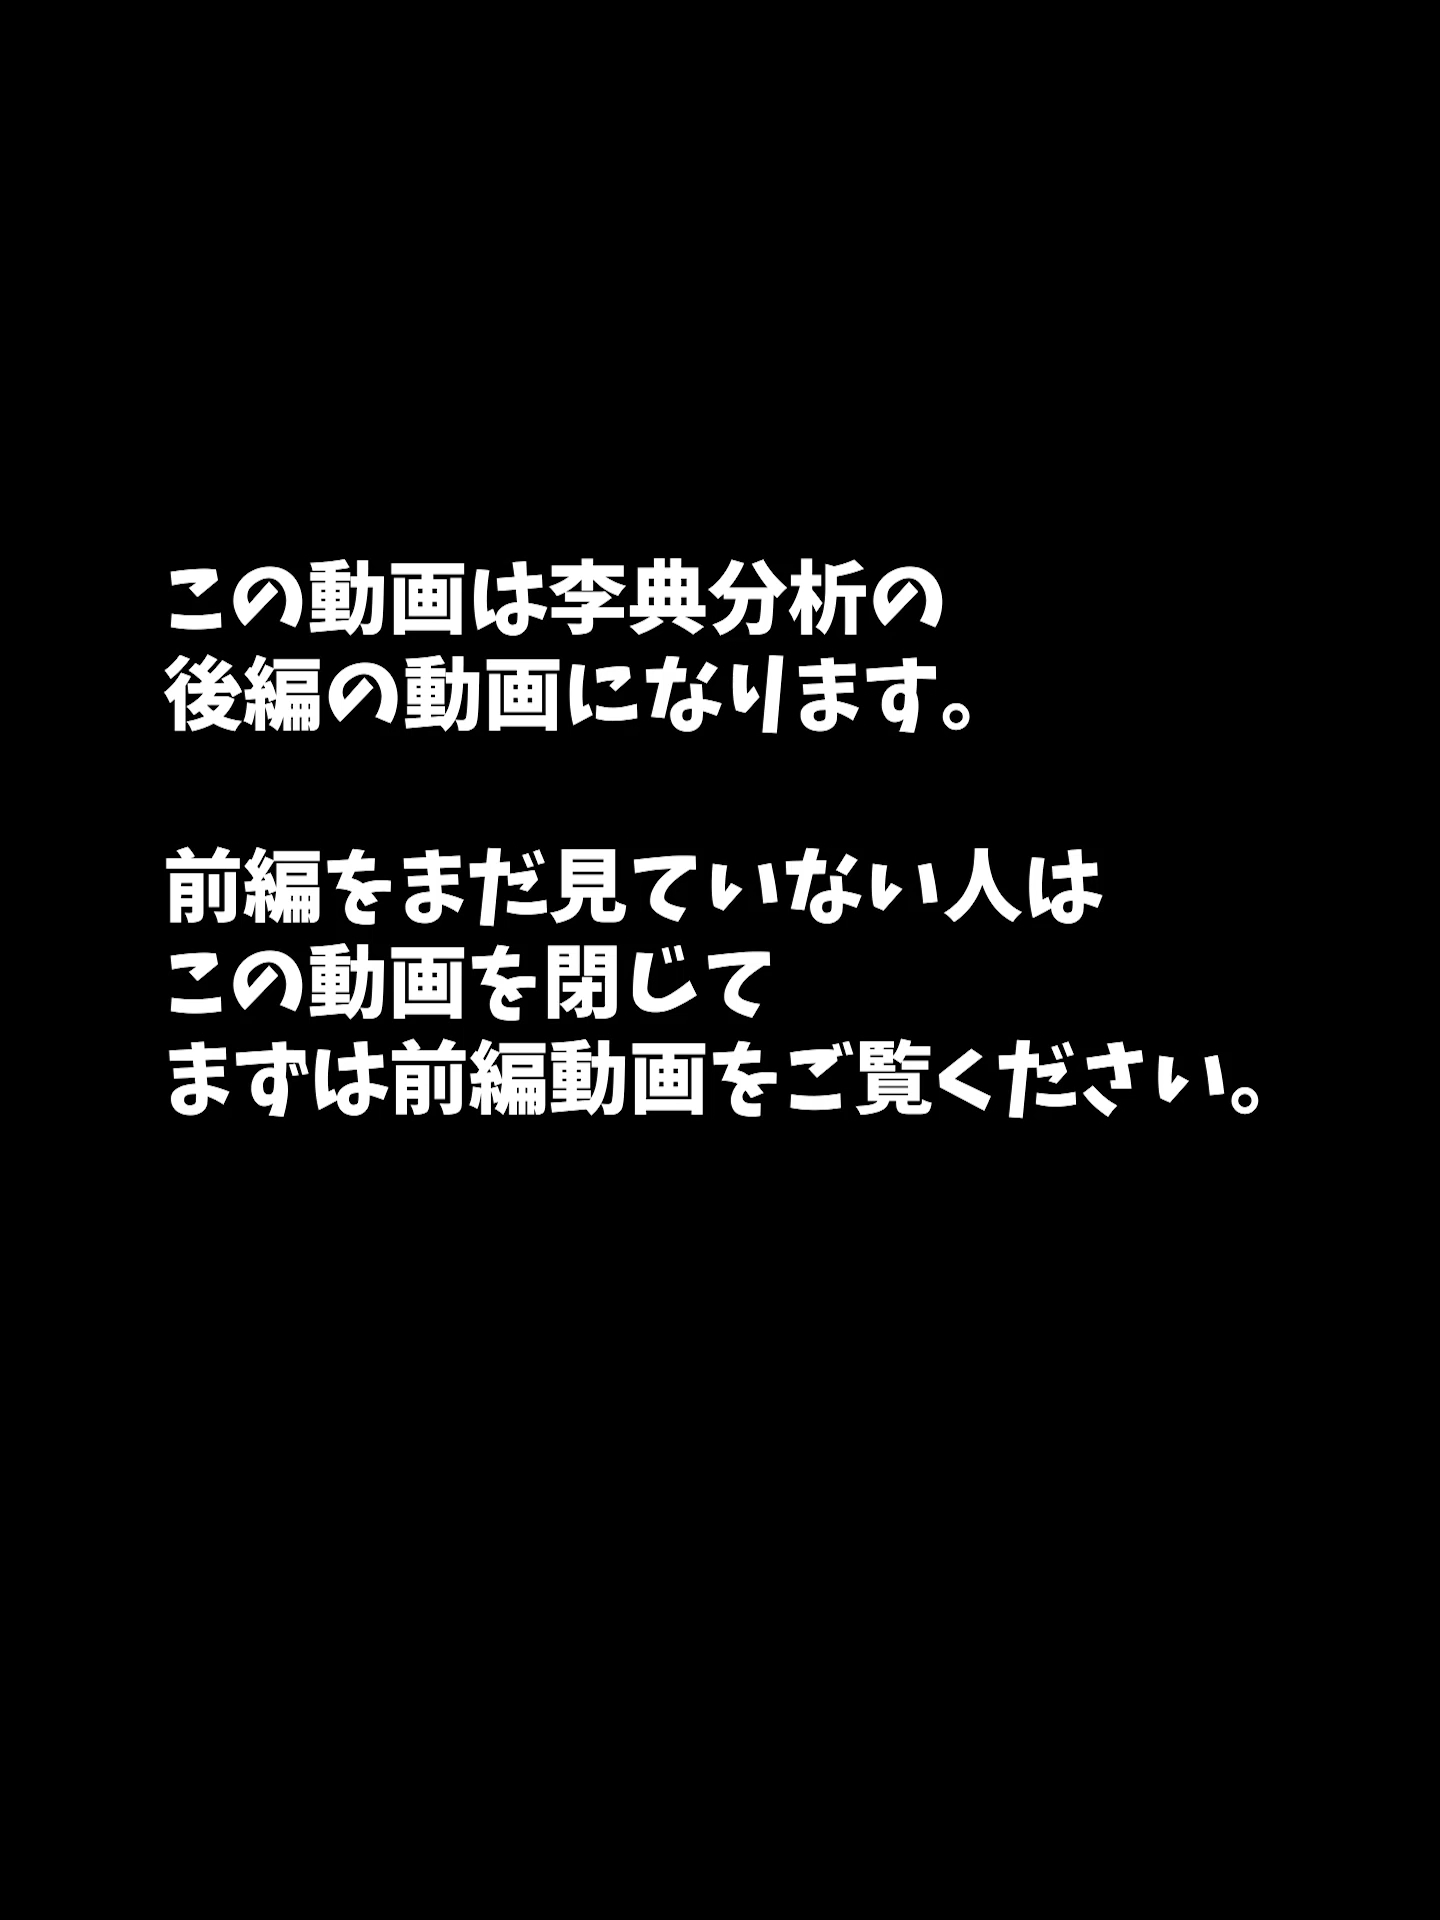 この動画は李典分析の
後編の動画になります。
前編をまだ見ていない人は
この動画を閉じて
まずは前編動画をご覧ください。